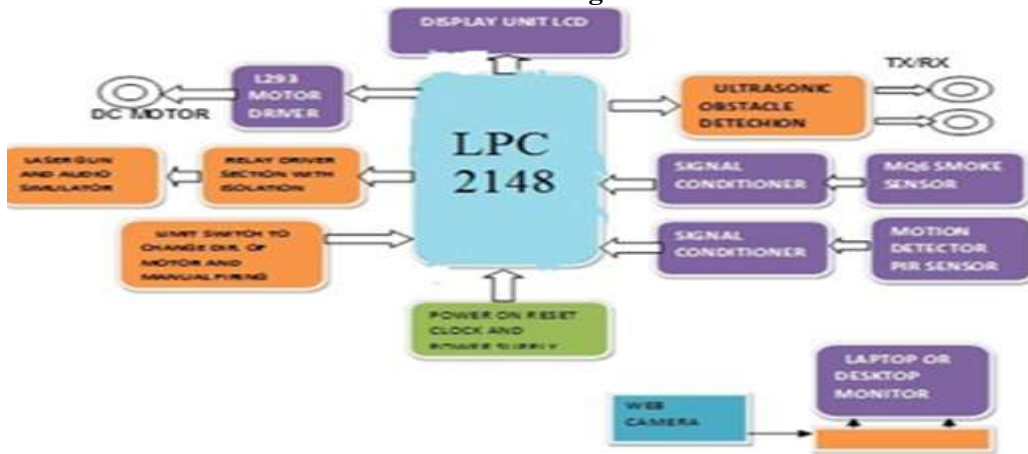 g
DISPLAY UNIT LCD
TX/RX
L293
MOTOR
DRIVER
DC MOTOR
ULTRASONIC
OBSTACLE
DETECHION
LPC
2148
LASER GUN
AND AUDIO
SIMULATOR
RELAY DRIVER
SECTION WITH
ISOLATION
SIGNAL
CONDITIONER
MQ6 SMOKE
SENSOR
LIMIT SWITCH TO
CHANGE DIR. OF
MOTOR AND
MANUAL FIRING
SIGNAL
CONDITIONER
MOTION
DETECTOR
PIR SENSOR
POWER ON RESET
CLOCK AND
POWER SUPPLY
LAPTOP OR
DESKTOP
MONITOR
WEB
CAMERA